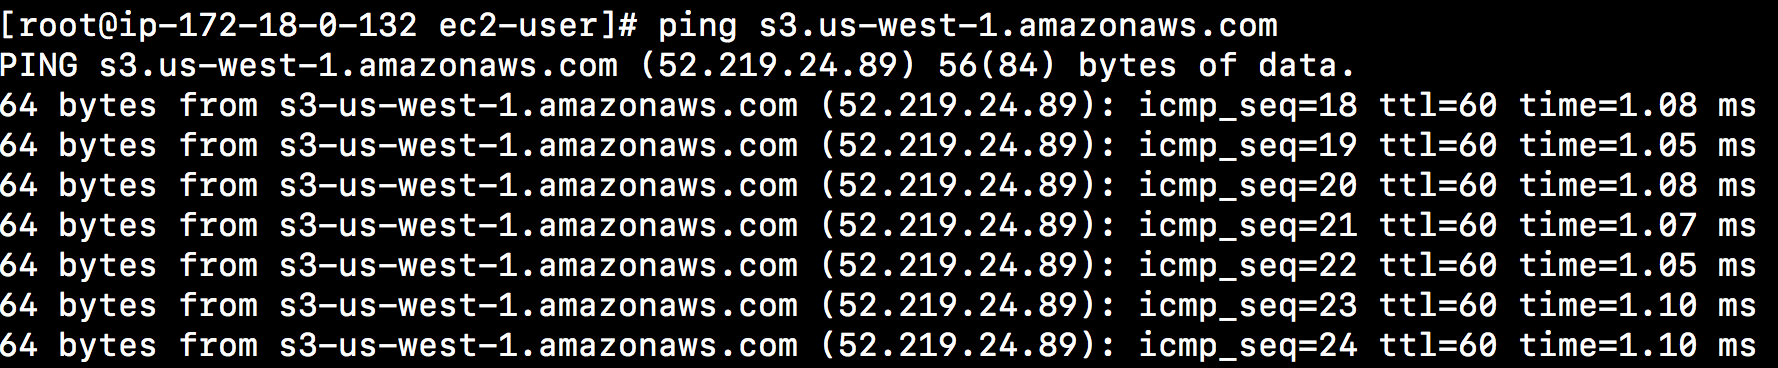 [root@ip-172-18-0-132 ec2-user]# ping s3.us-west-1.amazonaws.com
PING s3.us-west-1.amazonaws.com (52.219.24.89) 56(84) bytes of data.
64 bytes from s3-us-west-1.amazonaws.com (52.219.24.89): icmp_seq=18 ttl=60 time=1.08 ms
64 bytes from s3-us-west-1.amazonaws.com (52.219.24.89): icmp_seq=19 ttl=60 time=1.05 ms
64 bytes from s3-us-west-1.amazonaws.com (52.219.24.89): icmp_seq=20 ttl=60 time=1.08 ms
64 bytes from s3-us-west-1.amazonaws.com (52.219.24.89): icmp_seq=21 ttl=60 time=1.07 ms
64 bytes from s3-us-west-1.amazonaws.com (52.219.24.89): icmp_seq=22 ttl=60 time=1.05 ms
64 bytes from s3-us-west-1.amazonaws.com (52.219.24.89): icmp_seq=23 ttl=60 time=1.10 ms
64 bytes from s3-us-west-1.amazonaws.com (52.219.24.89): icmp_seq=24 ttl=60 time=1.10 ms